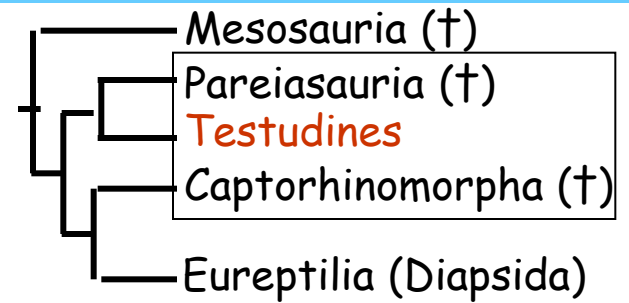 Mesosauria (†)
Pareiasauria (†)
Testudines
Captorhinomorpha (†)
Eureptilia (Diapsida)